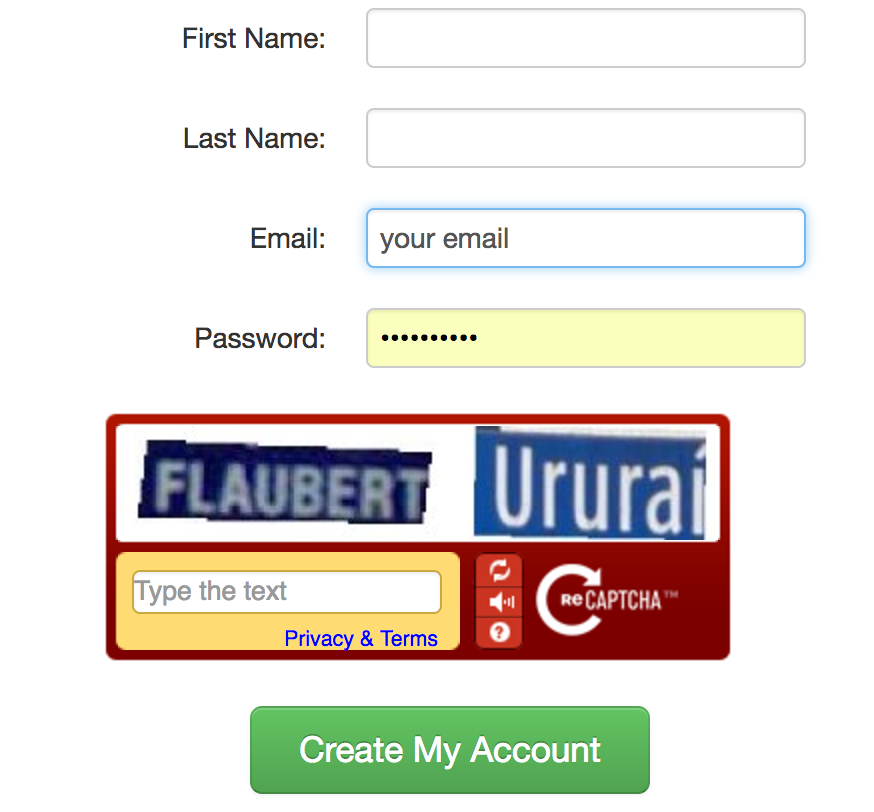 First Name:
Last Name:
Email: your email
Password: ••••••••••
FLAUBERT Ururaí
Type the text
Privacy & Terms
? reCAPTCHA™
Create My Account